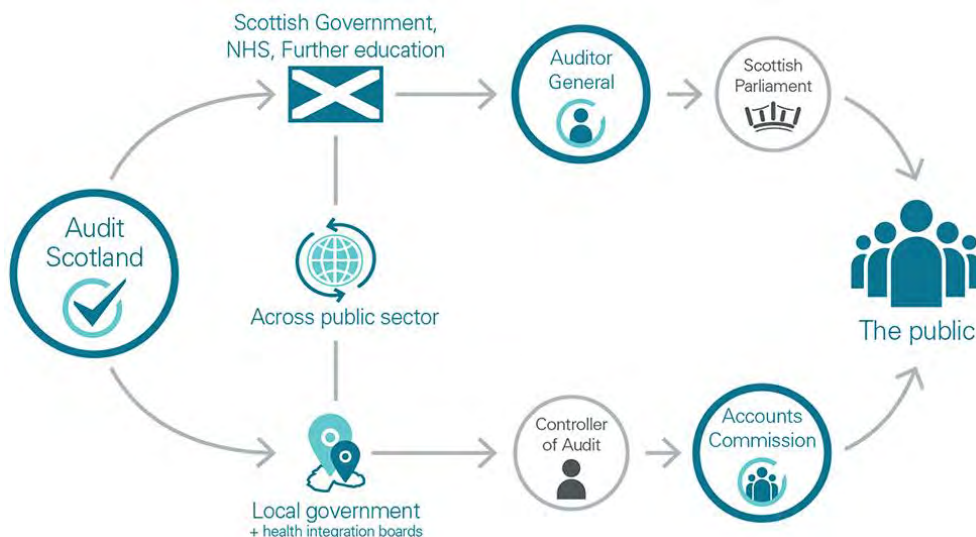 Scottish Government,
NHS, Further education
Auditor
General
Scottish
Parliament
Audit
Scotland
Across public sector
The public
Controller
of Audit
Accounts
Commission
Local government
+ health integration boards